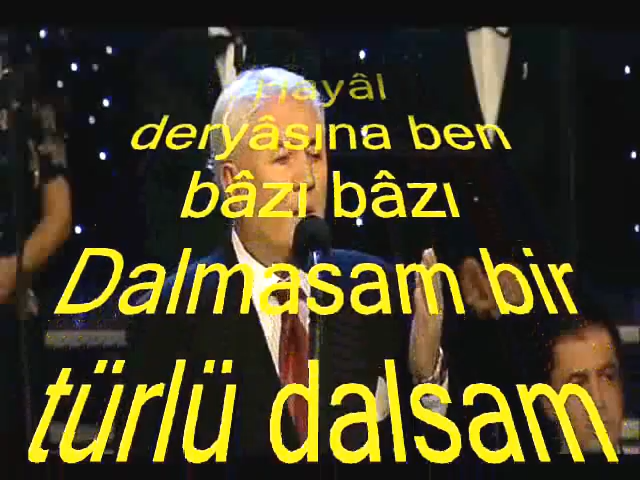 Hayâl
deryâsına ben
bâzı bâzı
Dalmasam bir
türlü dalsam